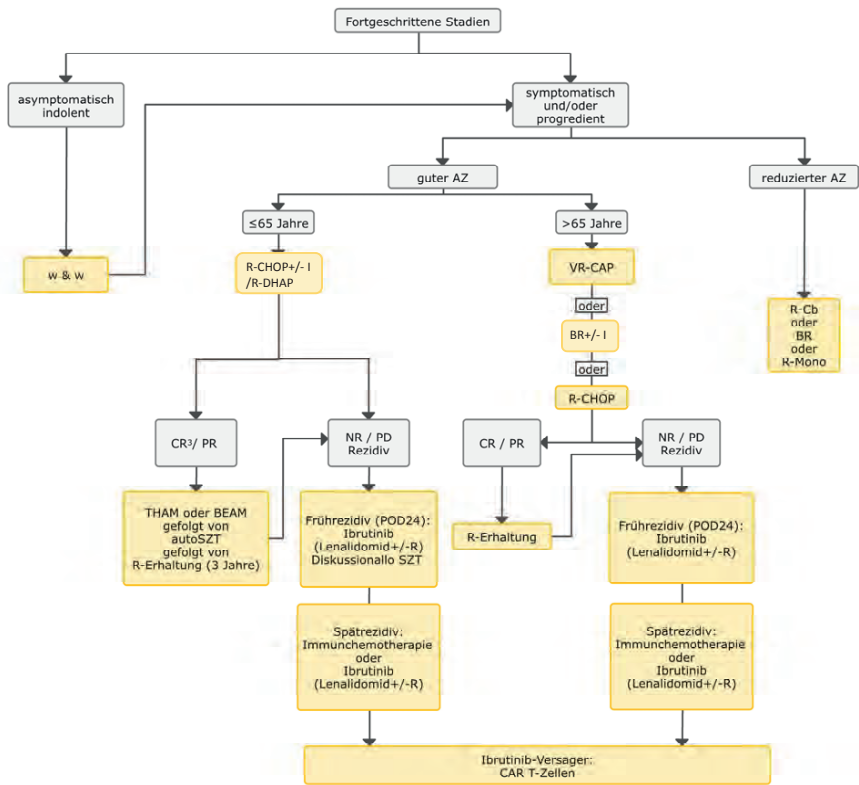 Fortgeschrittene Stadien
asymptomatisch
indolent
symptomatisch
und/oder
progredient
guter AZ
reduzierter AZ
≤65 Jahre
>65 Jahre
w & w
R-CHOP+/- I
/R-DHAP
VR-CAP
oder
BR+/- I
oder
R-CHOP
R-Cb
oder
BR
oder
R-Mono
CR³/ PR
NR / PD
Rezidiv
CR / PR
NR / PD
Rezidiv
THAM oder BEAM
gefolgt von
autoSZT
gefolgt von
R-Erhaltung (3 Jahre)
Frührezidiv (POD24):
Ibrutinib
(Lenalidomid+/-R)
Diskussionallo SZT
R-Erhaltung
Frührezidiv (POD24):
Ibrutinib
(Lenalidomid+/-R)
Spätrezidiv:
Immunchemotherapie
oder
Ibrutinib
(Lenalidomid+/-R)
Spätrezidiv:
Immunchemotherapie
oder
Ibrutinib
(Lenalidomid+/-R)
Ibrutinib-Versager:
CAR T-Zellen